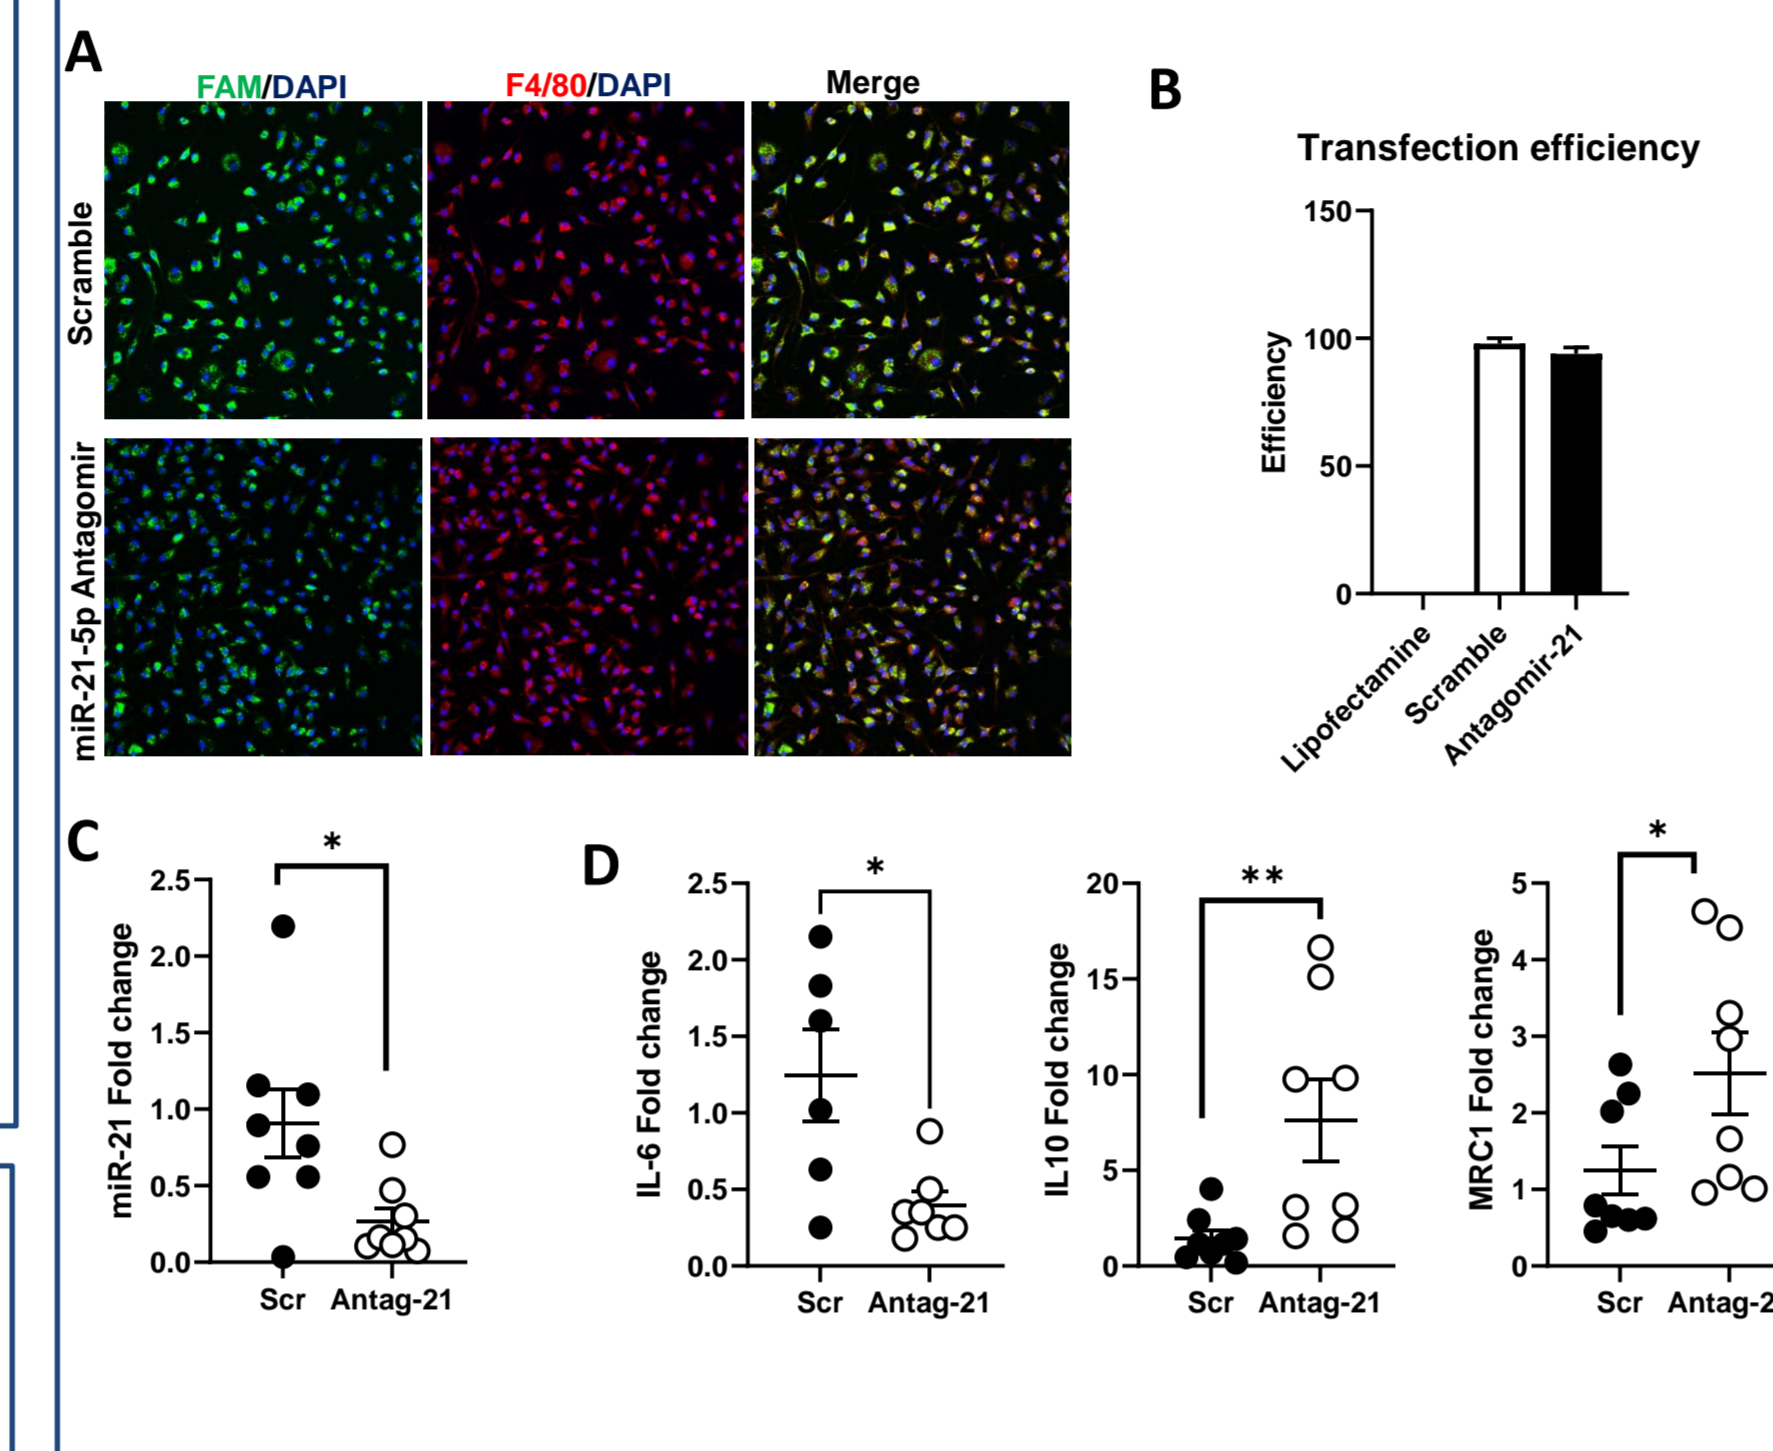 A
FAM/DAPI
F4/80/DAPI
Merge
Scramble
miR-21-5p Antagomir
B
Transfection efficiency
Efficiency
150
100
50
0
Lipofectamine
Scramble
Antagomir-21
C
*
miR-21 Fold change
2.5
2.0
1.5
1.0
0.5
0.0
Scr
Antag-21
D
*
IL-6 Fold change
2.5
2.0
1.5
1.0
0.5
0.0
Scr
Antag-21
**
IL10 Fold change
20
15
10
5
0
Scr
Antag-21
*
MRC1 Fold change
5
4
3
2
1
0
Scr
Antag-2